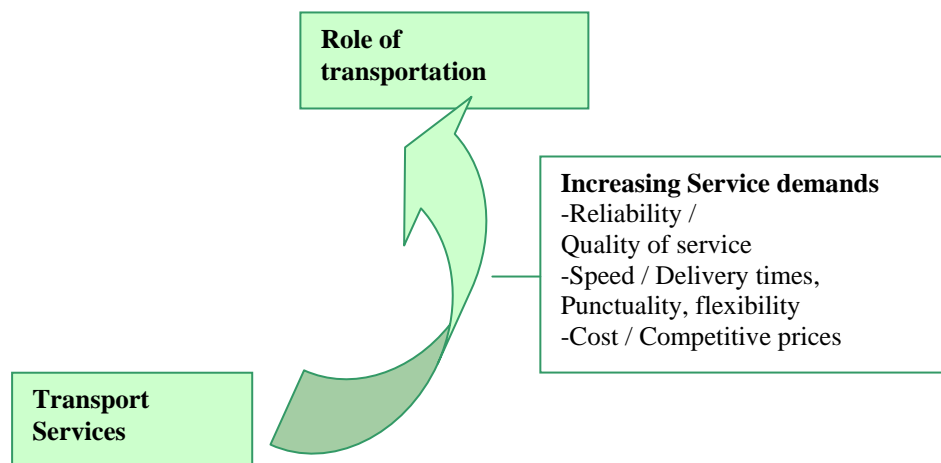 Role of
transportation
Increasing Service demands
-Reliability /
Quality of service
-Speed / Delivery times,
Punctuality, flexibility
-Cost / Competitive prices
Transport
Services